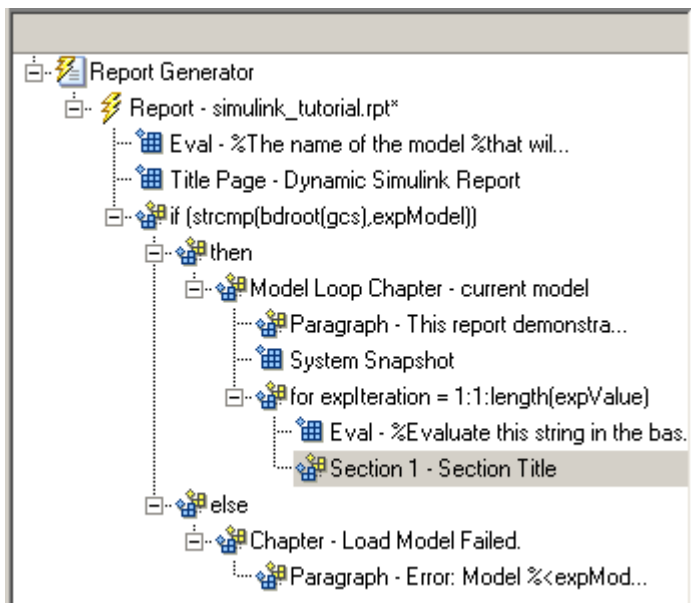 Report Generator
Report - simulink_tutorial.rpt*
Eval - %The name of the model %that wil...
Title Page - Dynamic Simulink Report
if (strcmp(bdroot(gcs),expModel))
then
Model Loop Chapter - current model
Paragraph - This report demonstra...
System Snapshot
for expIteration = 1:1:length(expValue)
Eval - %Evaluate this string in the bas.
Section 1 - Section Title
else
Chapter - Load Model Failed.
Paragraph - Error: Model %<expMod...